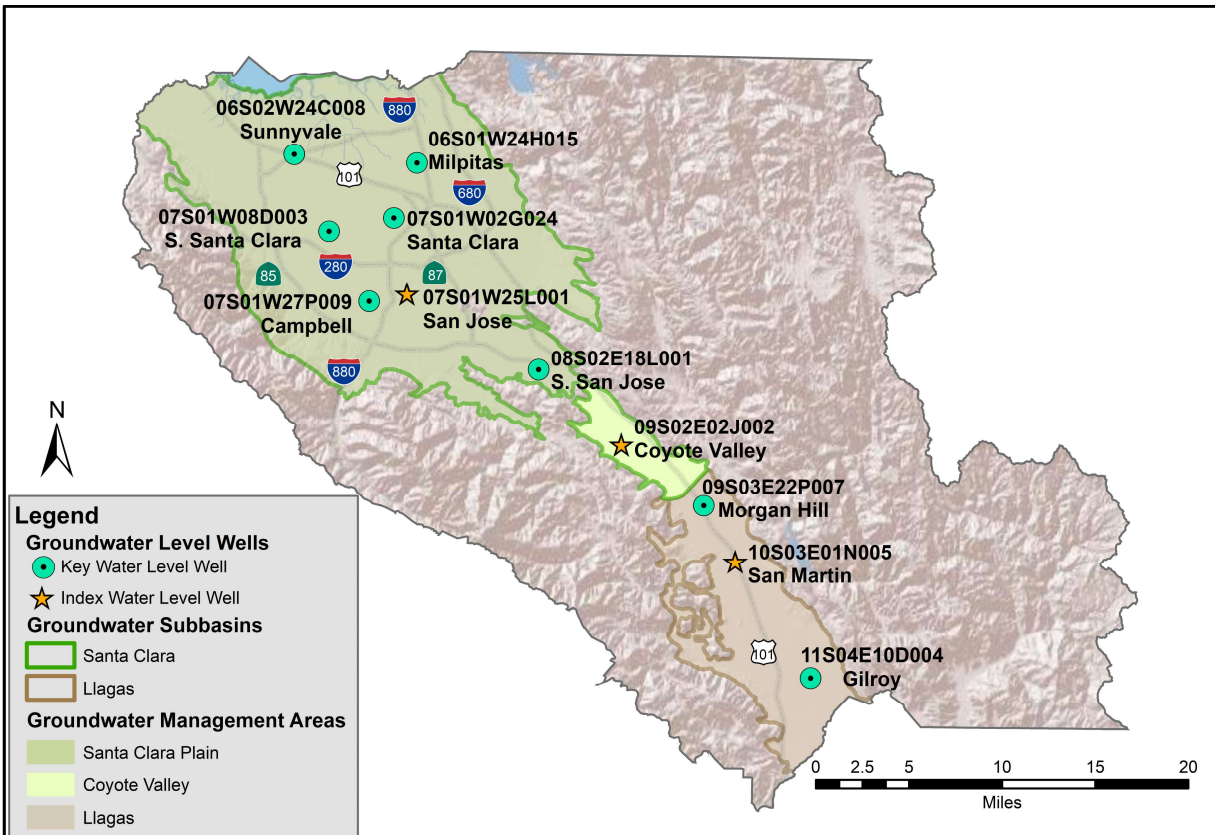 06S02W24C008
Sunnyvale
880
06S01W24H015
Milpitas
101
680
07S01W08D003
S. Santa Clara
07S01W02G024
Santa Clara
280
85
87
07S01W27P009
Campbell
07S01W25L001
San Jose
880
08S02E18L001
S. San Jose
N
09S02E02J002
Coyote Valley
09S03E22P007
Morgan Hill
10S03E01N005
San Martin
101
11S04E10D004
Gilroy
Legend
Groundwater Level Wells
Key Water Level Well
Index Water Level Well
Groundwater Subbasins
Santa Clara
Llagas
Groundwater Management Areas
Santa Clara Plain
Coyote Valley
Llagas
0 2.5 5 10 15 20
Miles